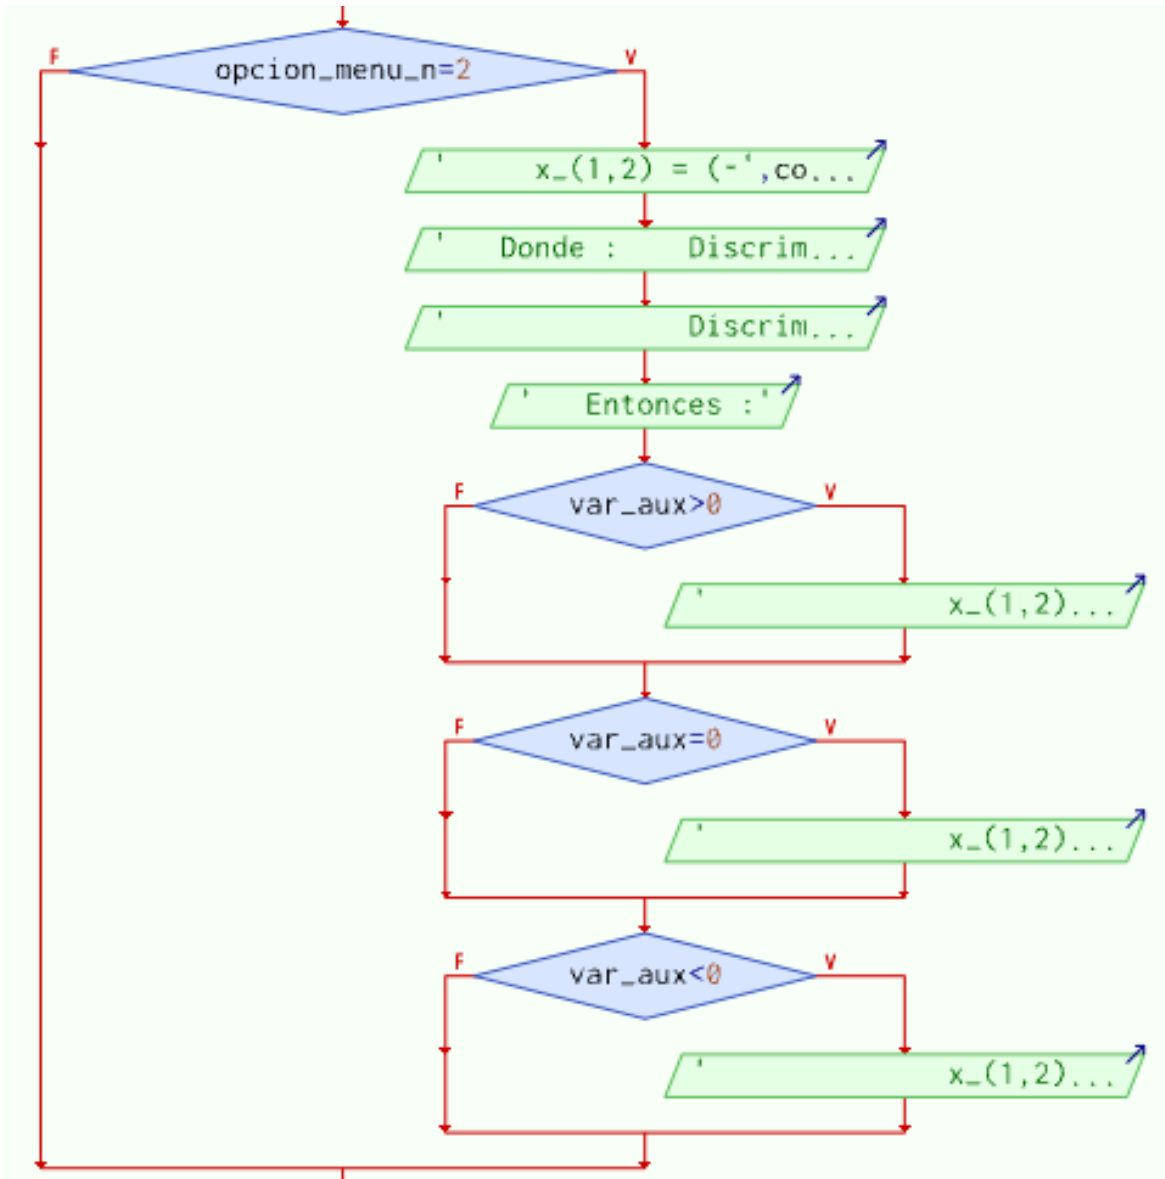 F V
opcion_menu_n=2
' x_(1,2) = (-',co...
' Donde : Discrim...
' Discrim...
' Entonces :'
F V
var_aux>0
' x_(1,2)...
F V
var_aux=0
' x_(1,2)...
F V
var_aux<0
' x_(1,2)...